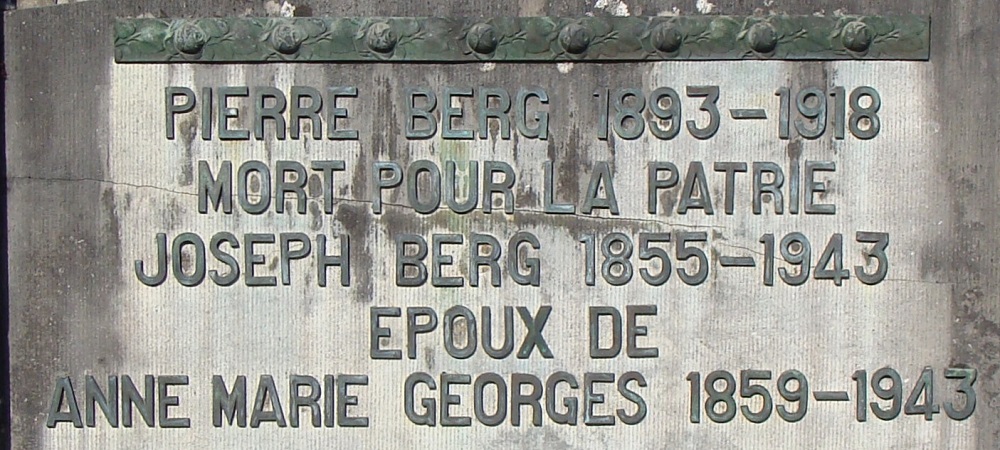 PIERRE BERG 1893-1918
MORT POUR LA PATRIE
JOSEPH BERG 1855-1943
EPOUX DE
ANNE MARIE GEORGES 1859-1943